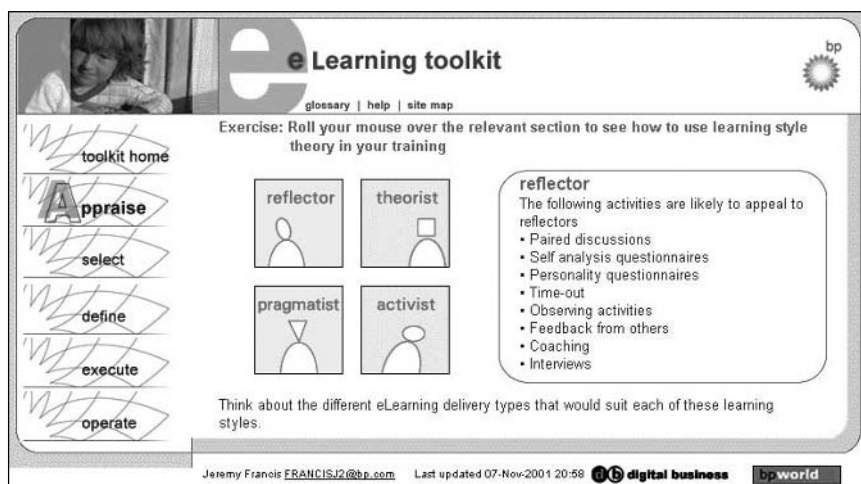 bp
e Learning toolkit
glossary | help | site map
Exercise: Roll your mouse over the relevant section to see how to use learning style
theory in your training
toolkit home
Appraise
select
define
execute
operate
reflector
theorist
pragmatist
activist
reflector
The following activities are likely to appeal to
reflectors
▪ Paired discussions
▪ Self analysis questionnaires
▪ Personality questionnaires
▪ Time-out
▪ Observing activities
▪ Feedback from others
▪ Coaching
▪ Interviews
Think about the different eLearning delivery types that would suit each of these learning
styles.
Jeremy Francis FRANCISJ2@bp.com Last updated 07-Nov-2001 20:58 db digital business bpworld